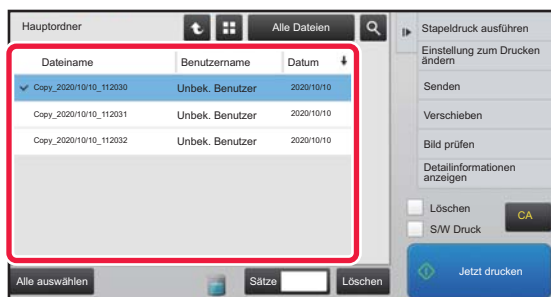 Hauptordner
Alle Dateien
Dateiname Benutzername Datum
Copy_2020/10/10_112030 Unbek. Benutzer 2020/10/10
Copy_2020/10/10_112031 Unbek. Benutzer 2020/10/10
Copy_2020/10/10_112032 Unbek. Benutzer 2020/10/10
Alle auswählen
Sätze
Löschen
Stapeldruck ausführen
Einstellung zum Drucken
ändern
Senden
Verschieben
Bild prüfen
Detailinformationen
anzeigen
Löschen
S/W Druck
CA
Jetzt drucken